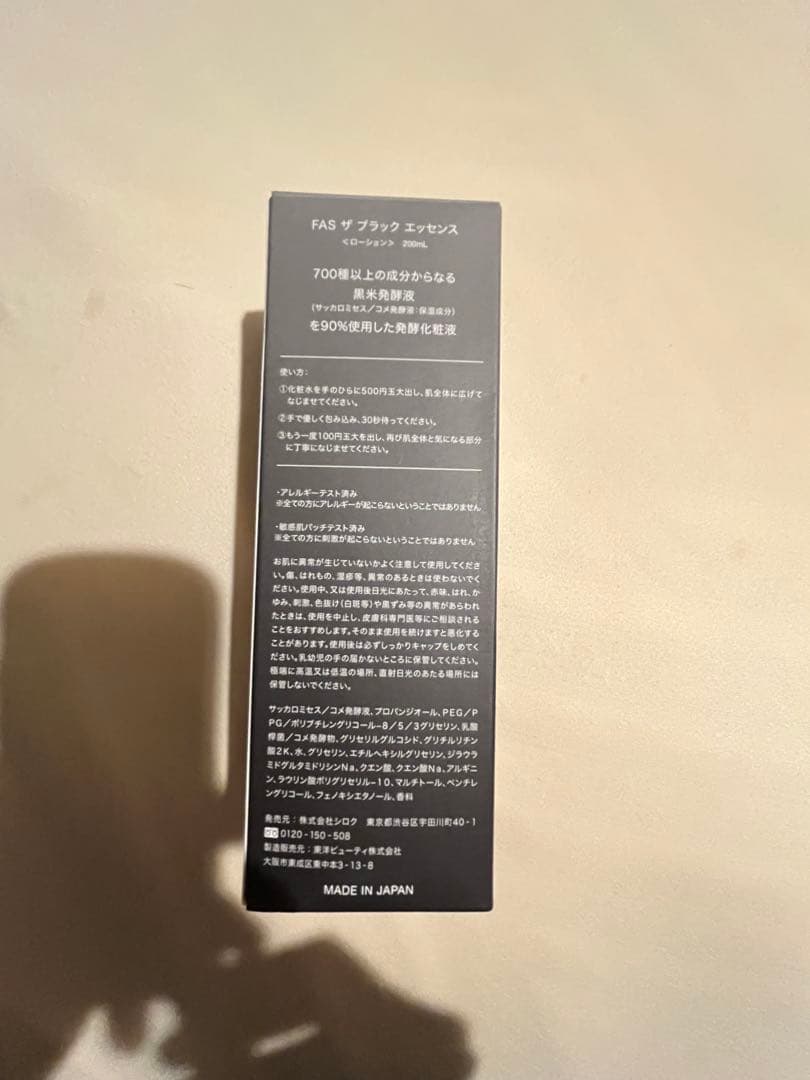 FAS ザ ブラック エッセンス
<ローション> 200mL
700種以上の成分からなる
黒米発酵液
(サッカロミセス/コメ発酵液:保湿成分)
を90%使用した発酵化粧液
使い方:
①化粧水を手のひらに500円玉大出し、肌全体に広げて
なじませてください。
②手で優しく包み込み、30秒待ってください。
③もう一度100円玉大を出し、再び肌全体と気になる部分
に丁寧になじませてください。
・アレルギーテスト済み
※全ての方にアレルギーが起こらないということではありません
・敏感肌パッチテスト済み
※全ての方に刺激が起こらないということではありません
お肌に異常が生じていないかよく注意して使用してくださ
い。傷、はれもの、湿疹等、異常のあるときは使わないでく
ださい。使用中、又は使用後日光にあたって、赤味、はれ、か
ゆみ、刺激、色抜け(白斑等)や黒ずみ等の異常があらわれ
たときは、使用を中止し、皮膚科専門医等にご相談される
ことをおすすめします。そのまま使用を続けますと悪化する
ことがあります。使用後は必ずしっかりキャップをしめてく
ださい。乳幼児の手の届かないところに保管してください。
極端に高温又は低温の場所、直射日光のあたる場所には
保管しないでください。
サッカロミセス/コメ発酵液、プロパンジオール、PEG/P
PG/ポリブチレングリコール-8/5/3グリセリン、乳酸
桿菌/コメ発酵物、グリセリルグルコシド、グリチルリチン
酸2K、水、グリセリン、エチルヘキシルグリセリン、ジラウロイ
ルグルタミン酸リシンNa、クエン酸、クエン酸Na、アルギニ
ン、ラウリン酸ポリグリセリル-10、マルチトール、ペンチレ
ングリコール、フェノキシエタノール、香料
発売元:株式会社シロク 東京都渋谷区宇田川町40-1
0120-150-508
製造販売元:東洋ビューティ株式会社
大阪市東成区東中本3-13-8
MADE IN JAPAN